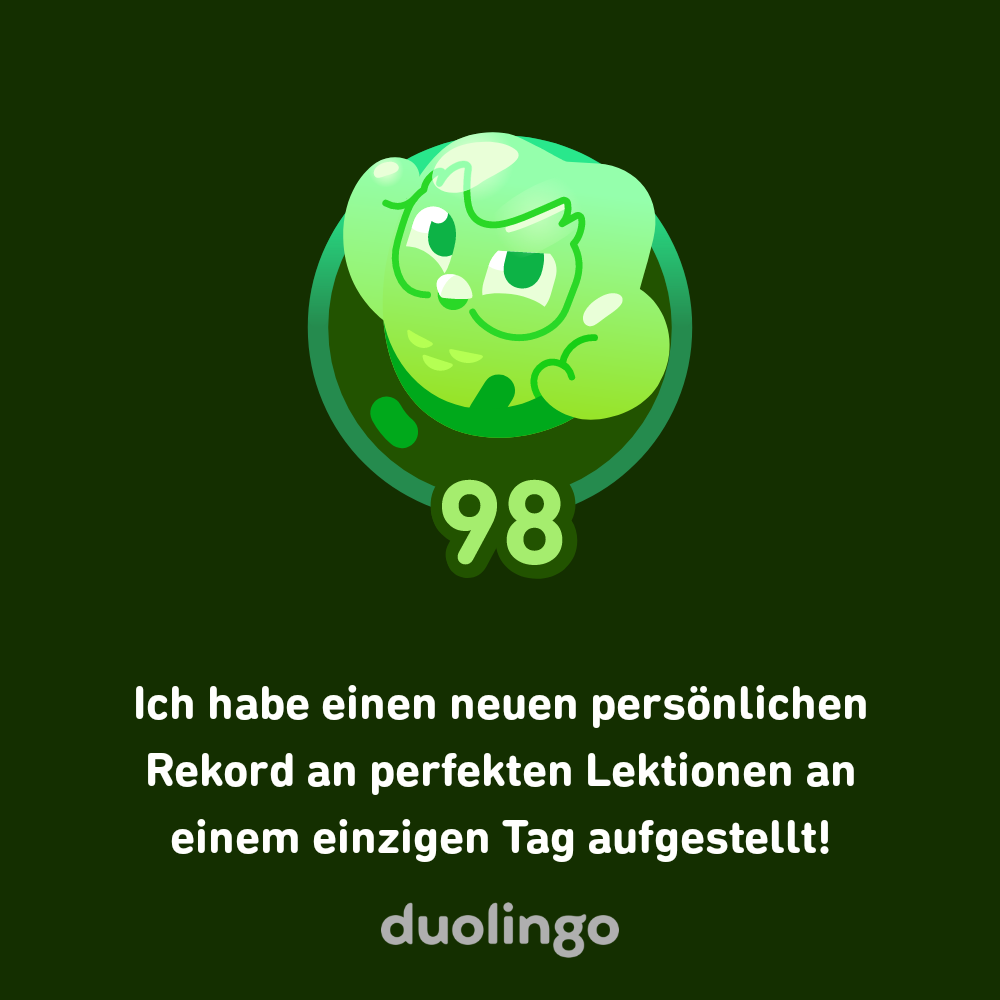 98
Ich habe einen neuen persönlichen
Rekord an perfekten Lektionen an
einem einzigen Tag aufgestellt!
duolingo